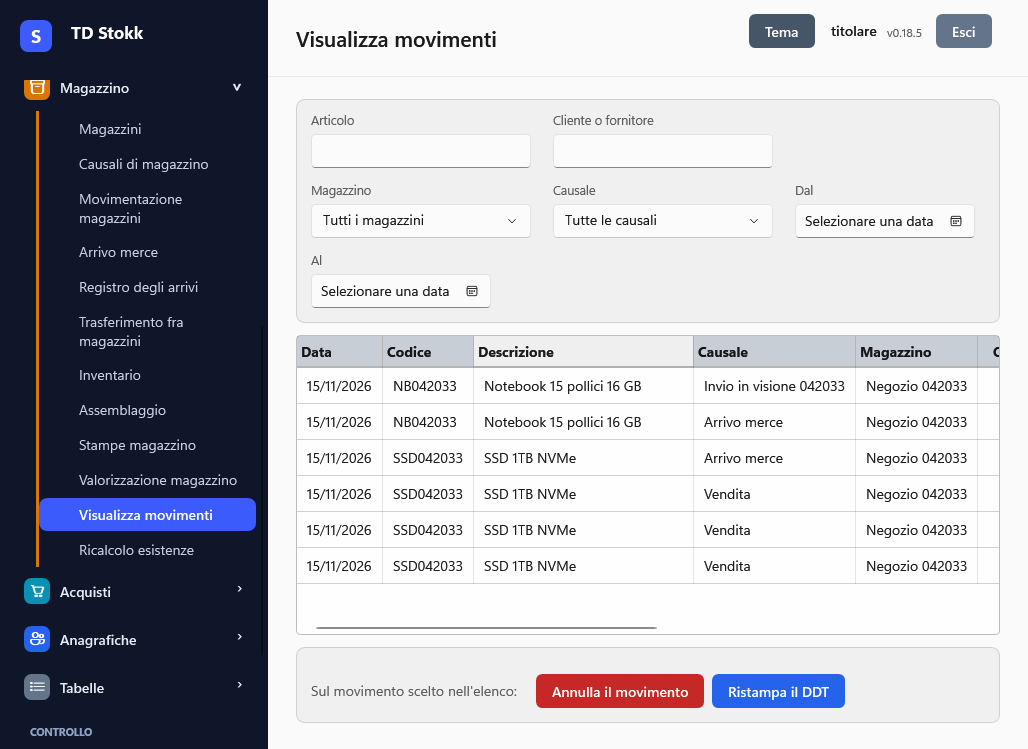 S TD Stokk
Magazzino
Magazzini
Causali di magazzino
Movimentazione
magazzini
Arrivo merce
Registro degli arrivi
Trasferimento fra
magazzini
Inventario
Assemblaggio
Stampe magazzino
Valorizzazione magazzino
Visualizza movimenti
Ricalcolo esistenze
Acquisti
Anagrafiche
Tabelle
CONTROLLO
Visualizza movimenti
Tema titolare v0.18.5 Esci
Articolo Cliente o fornitore
Magazzino Causale Dal
Tutti i magazzini Tutte le causali Selezionare una data
Al
Selezionare una data
Data Codice Descrizione Causale Magazzino
15/11/2026 NB042033 Notebook 15 pollici 16 GB Invio in visione 042033 Negozio 042033
15/11/2026 NB042033 Notebook 15 pollici 16 GB Arrivo merce Negozio 042033
15/11/2026 SSD042033 SSD 1TB NVMe Arrivo merce Negozio 042033
15/11/2026 SSD042033 SSD 1TB NVMe Vendita Negozio 042033
15/11/2026 SSD042033 SSD 1TB NVMe Vendita Negozio 042033
15/11/2026 SSD042033 SSD 1TB NVMe Vendita Negozio 042033
Sul movimento scelto nell'elenco: Annulla il movimento Ristampa il DDT